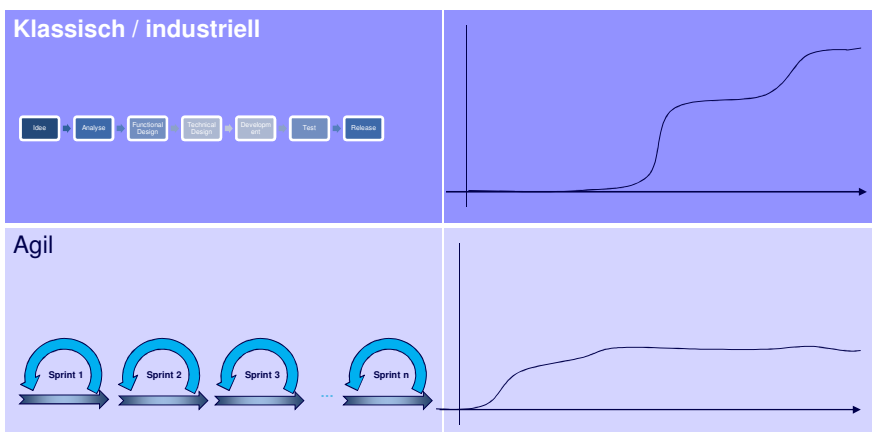 Klassisch / industriell
Idee
Analyse
Functional
Design
Technical
Design
Developm
ent
Test
Release
Agil
Sprint 1
Sprint 2
Sprint 3
...
Sprint n